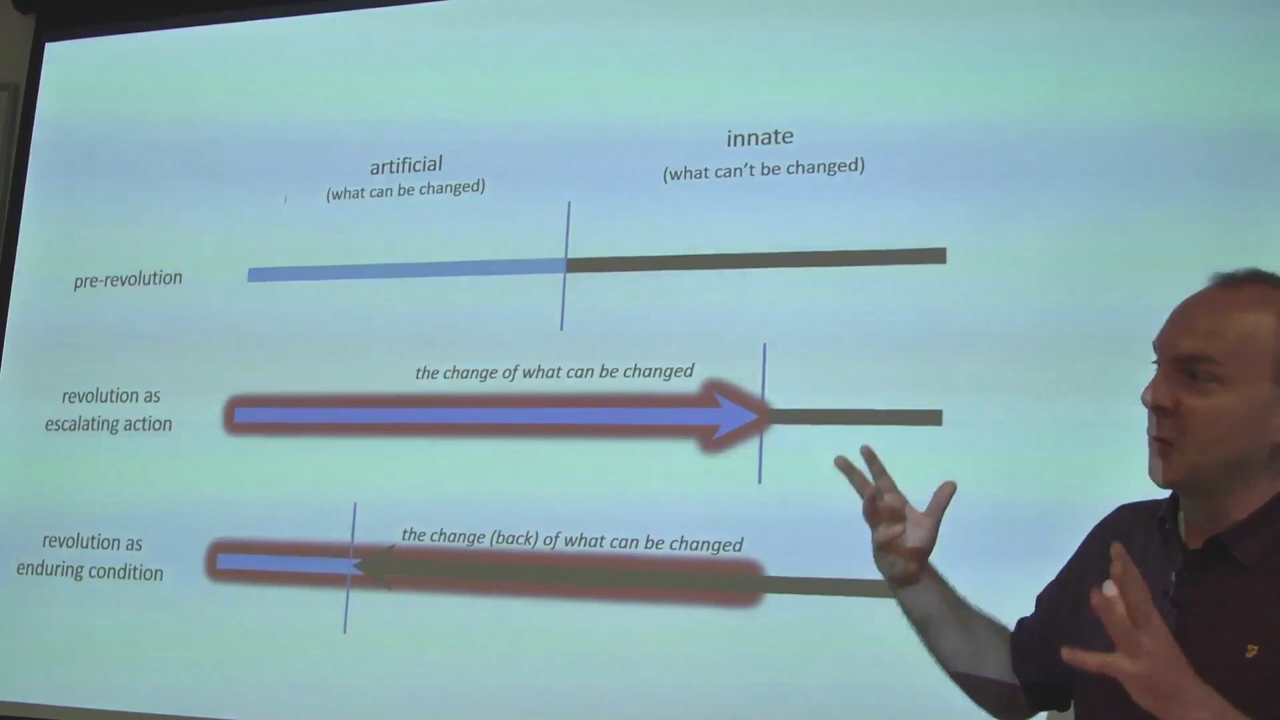 artificial
(what can be changed)
innate
(what can't be changed)
pre-revolution
the change of what can be changed
revolution as
escalating action
the change (back) of what can be changed
revolution as
enduring condition